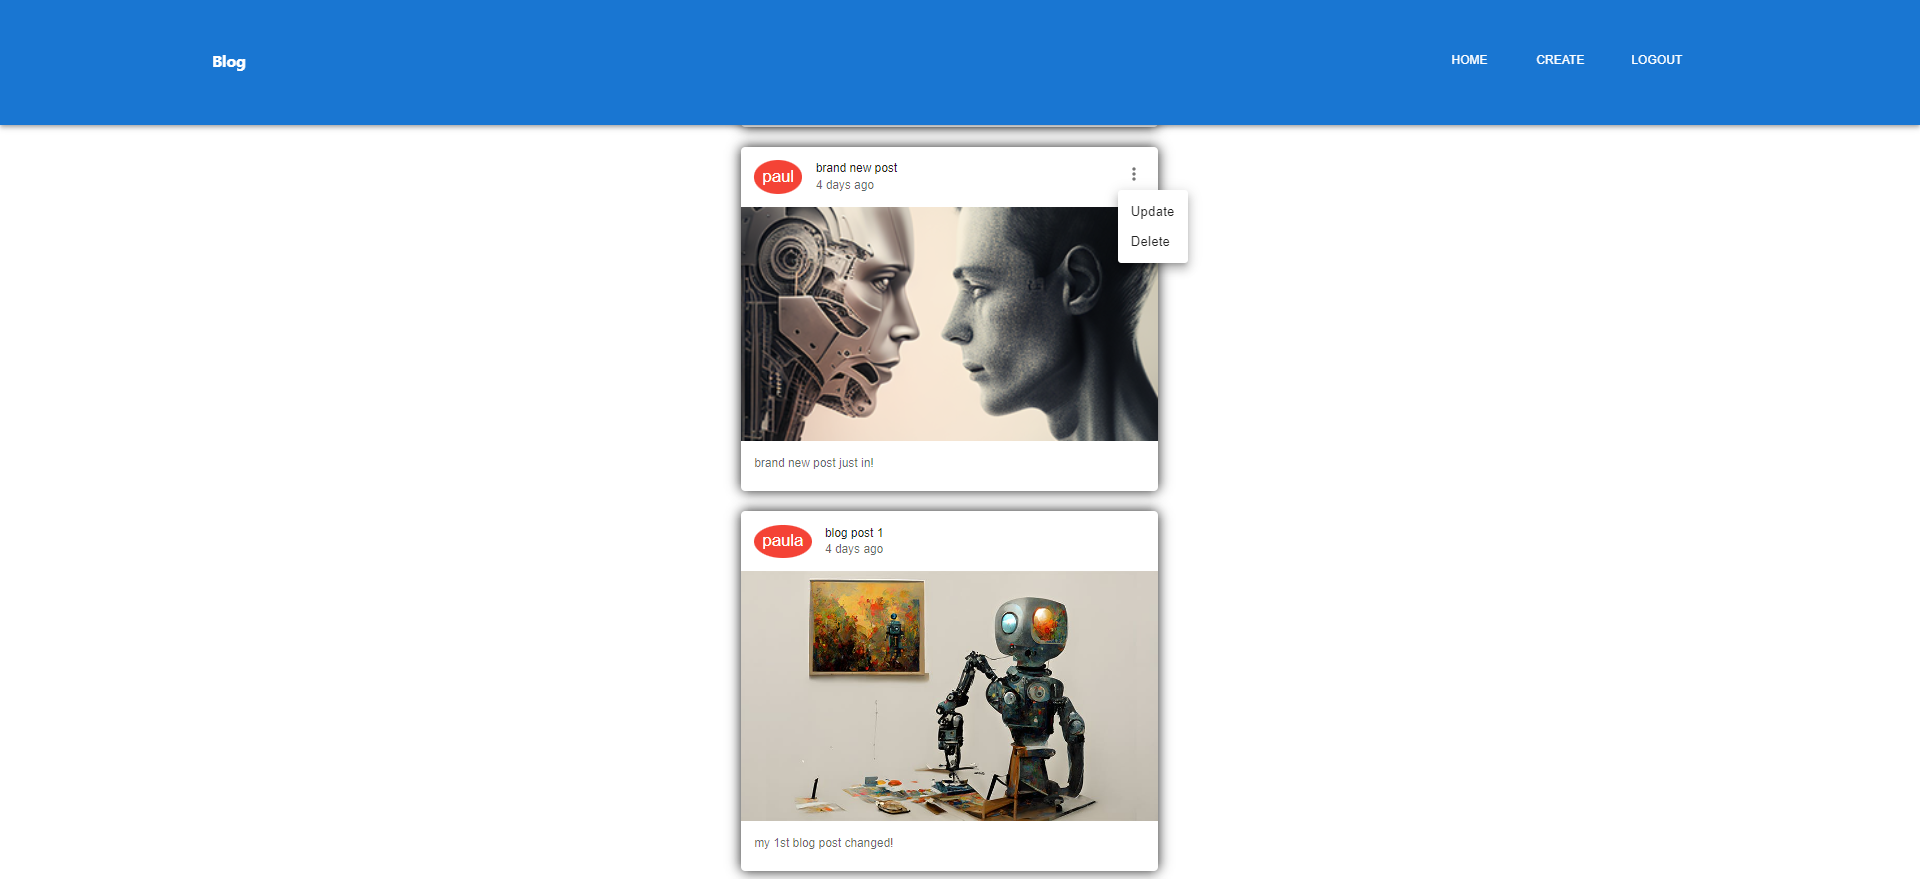 Blog
HOME CREATE LOGOUT
paul
brand new post
4 days ago
Update
Delete
brand new post just in!
paula
blog post 1
4 days ago
my 1st blog post changed!